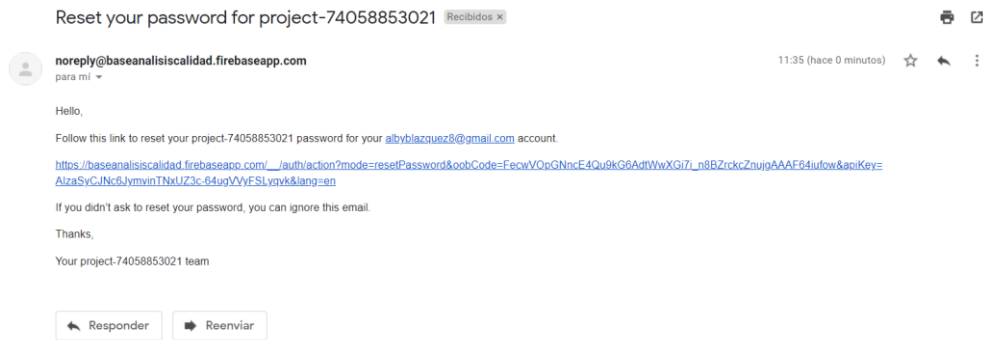 Reset your password for project-74058853021 Recibidos ×
noreply@baseanalisiscalidad.firebaseapp.com 11:35 (hace 0 minutos)
para mí
Hello,
Follow this link to reset your project-74058853021 password for your albyblazquez8@gmail.com account.
https://baseanalisiscalidad.firebaseapp.com/__/auth/action?mode=resetPassword&oobCode=FecwVOpGNncE4Qu9kG6AdtWwXGi7i_n8BZrckcZnujgAAAF64iufow&apiKey=
AIzaSyCJNc6JymvinTNxUZ3c-64ugVVyFSLyqvk&lang=en
If you didn't ask to reset your password, you can ignore this email.
Thanks,
Your project-74058853021 team
Responder Reenviar